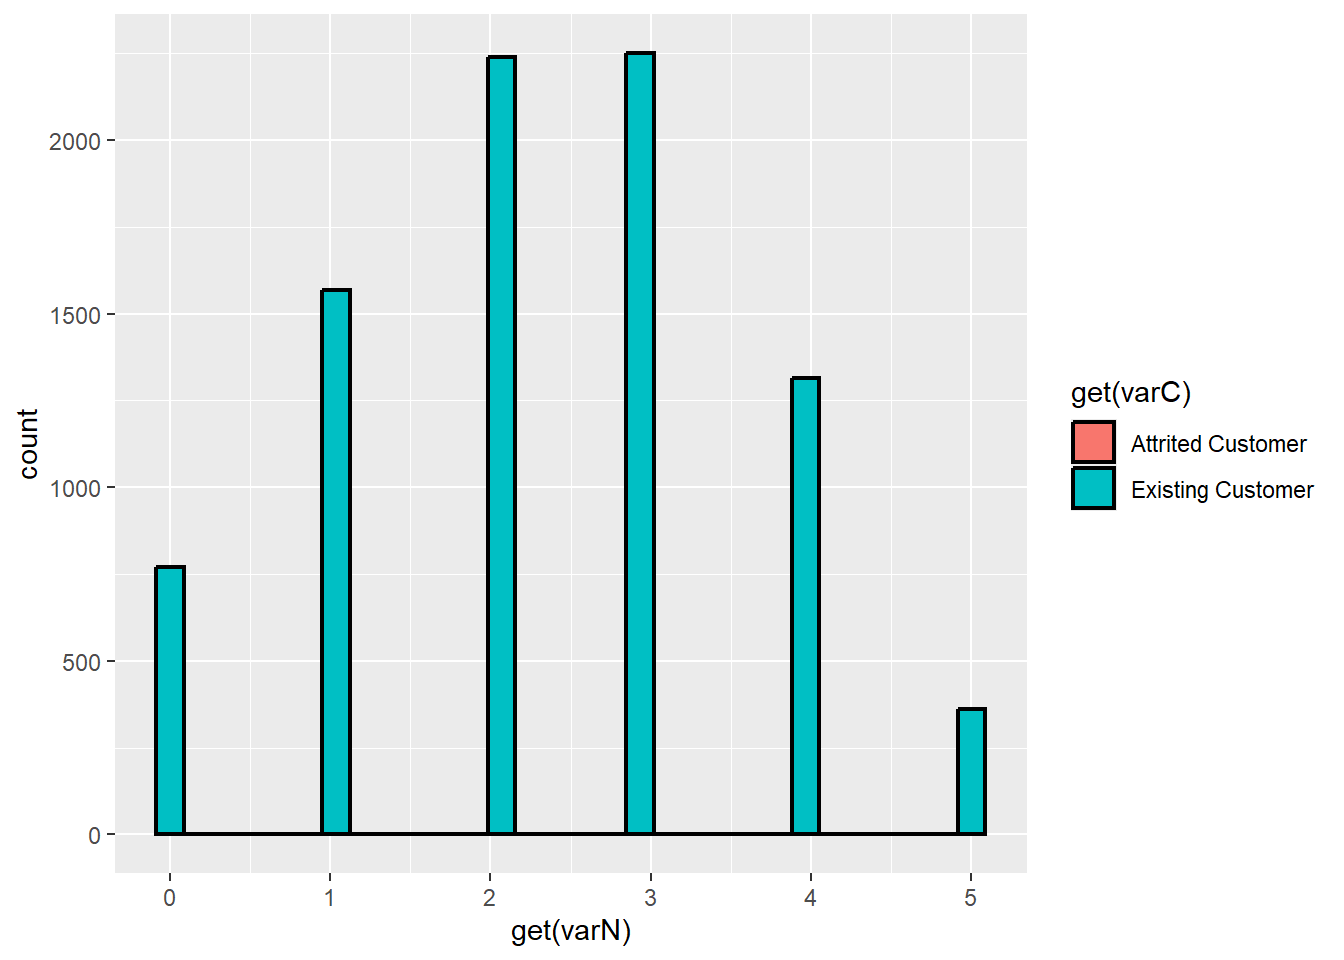 2000
1500
1000
500
0
count
0 1 2 3 4 5
get(varN)
get(varC)
Attrited Customer
Existing Customer